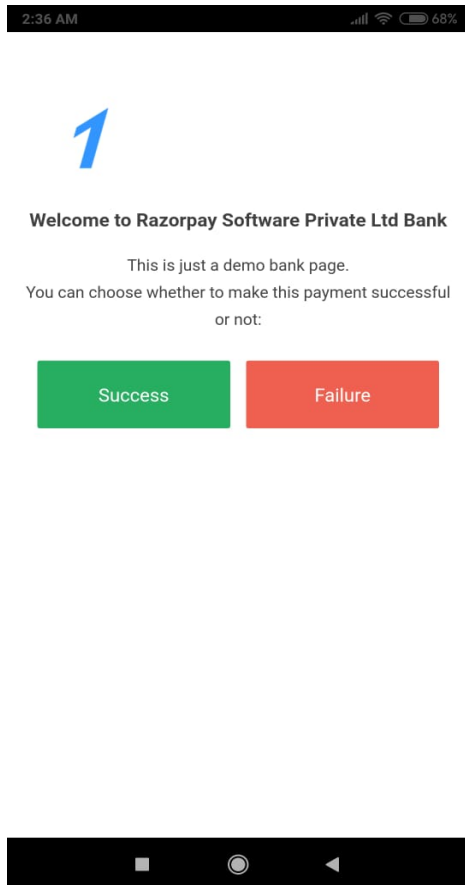 2:36 AM 68%
1
Welcome to Razorpay Software Private Ltd Bank
This is just a demo bank page.
You can choose whether to make this payment successful
or not:
Success Failure